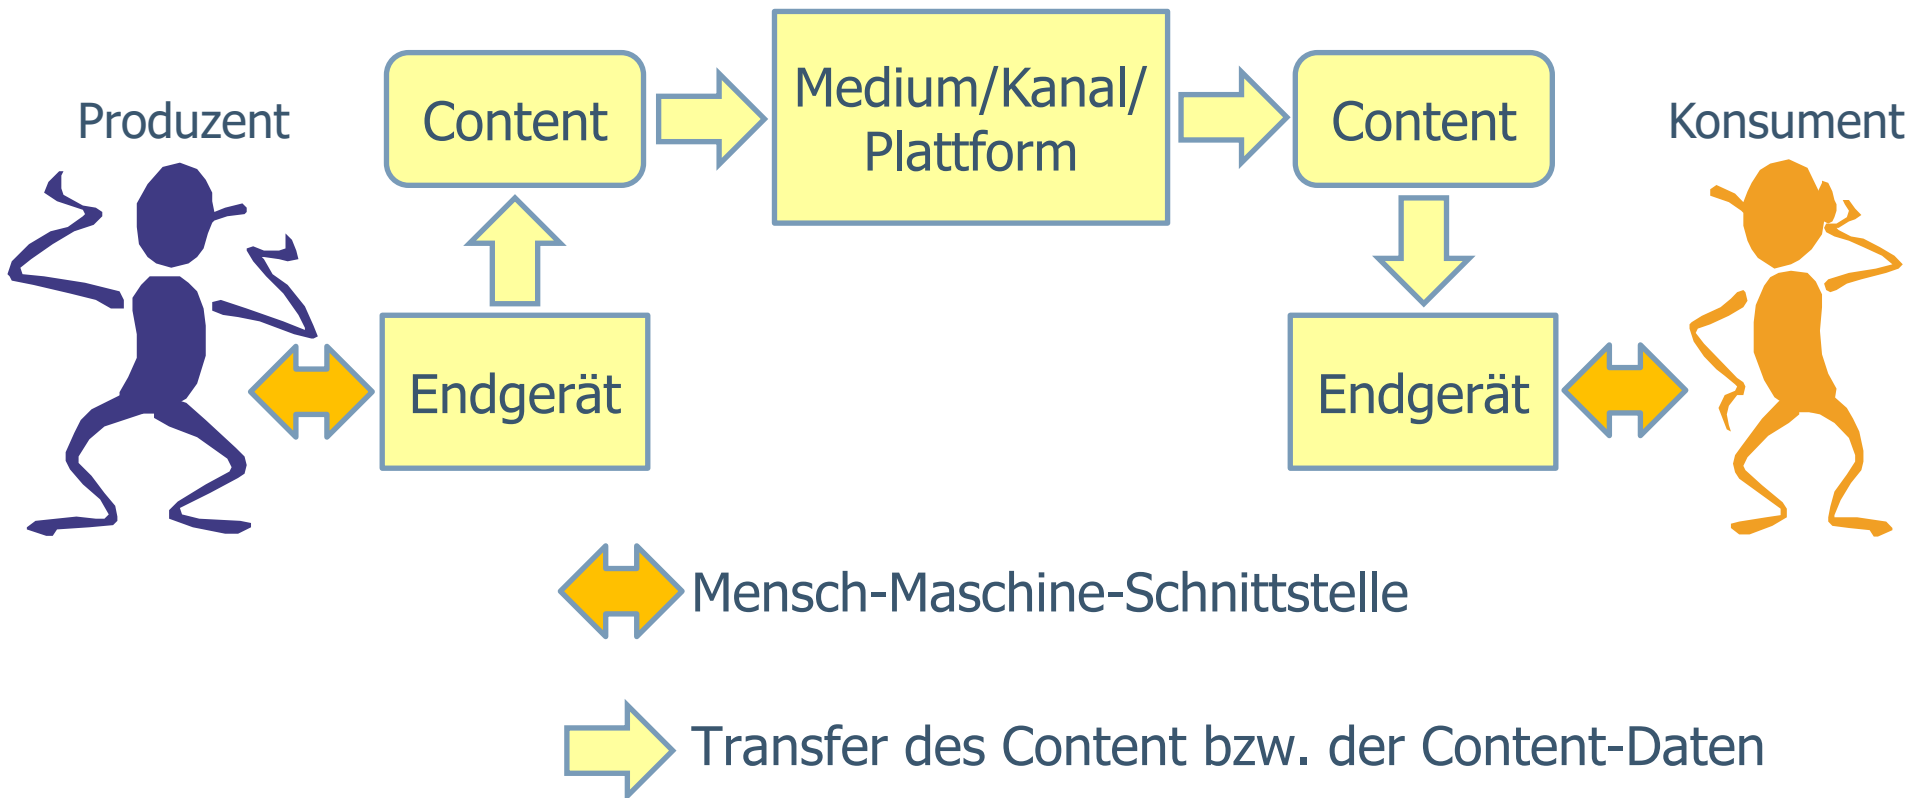 Produzent
Content
Medium/Kanal/
Plattform
Content
Konsument
Endgerät
Endgerät
Mensch-Maschine-Schnittstelle
Transfer des Content bzw. der Content-Daten